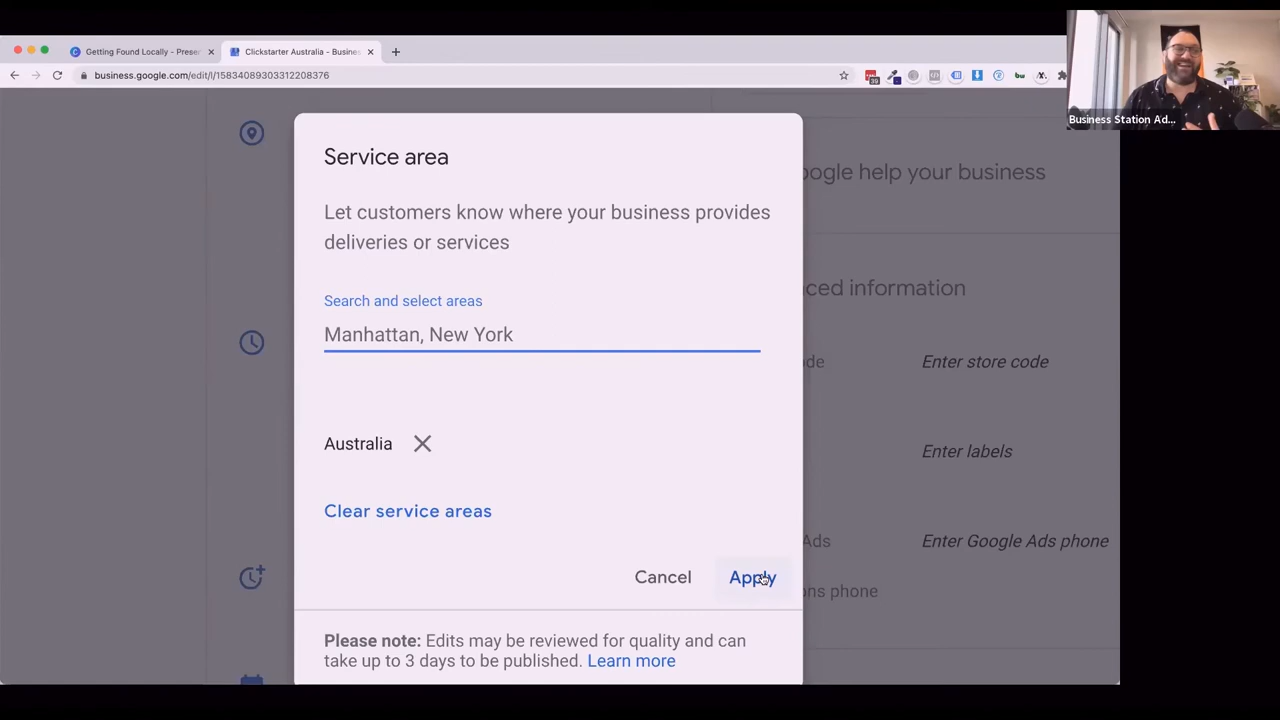 Getting Found Locally - Preser
Clickstarter Australia - Busines
business.google.com/edit/l/15834089303312208376
39
bw
Business Station Ad...
Service area
Let customers know where your business provides
deliveries or services
Search and select areas
Manhattan, New York
Australia
Clear service areas
Cancel
Apply
Please note: Edits may be reviewed for quality and can
take up to 3 days to be published. Learn more
oogle help your business
ced information
de
Enter store code
Enter labels
Ads
Enter Google Ads phone
ons phone